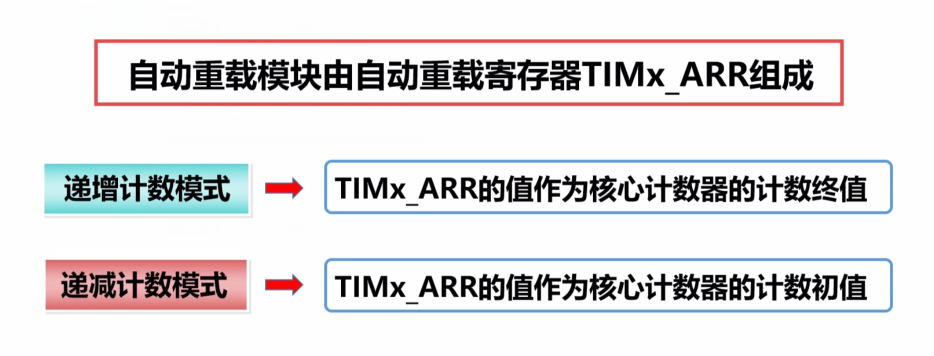 自动重载模块由自动重载寄存器TIMx_ARR组成
递增计数模式
TIMx_ARR的值作为核心计数器的计数终值
递减计数模式
TIMx_ARR的值作为核心计数器的计数初值